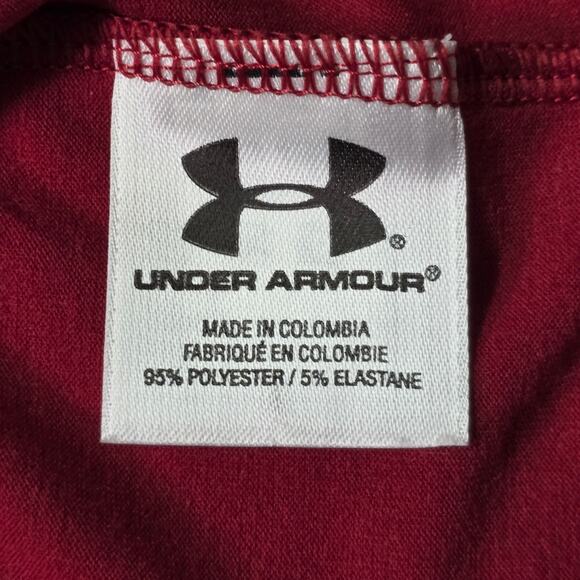 ®
UNDER ARMOUR®
MADE IN COLOMBIA
FABRIQUÉ EN COLOMBIE
95% POLYESTER / 5% ELASTANE